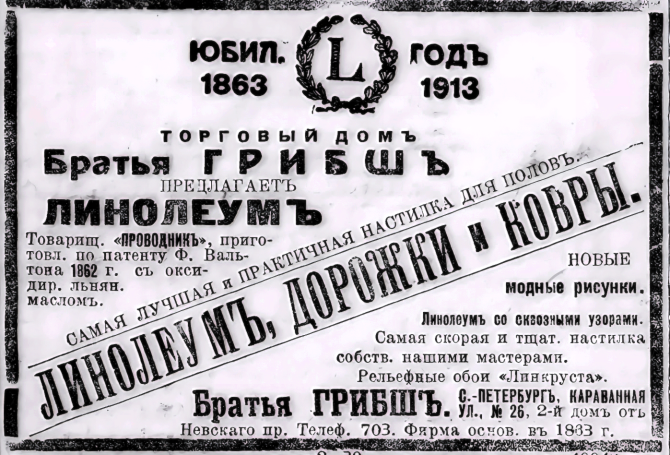 ЮБИЛ. L ГОДЪ
1863 1913
ТОРГОВЫЙ ДОМЪ
Братья ГРИБШЪ
ПРЕДЛАГАЕТЪ
ЛИНОЛЕУМЪ
Товарищ. «ПРОВОДНИКЪ», приго-
товл. по патенту Ф. Валь-
тона 1862 г. съ окси-
дир. льнян.
масломъ.
САМАЯ ЛУЧШАЯ и ПРАКТИЧНАЯ НАСТИЛКА ДЛЯ ПОЛОВЪ.
ЛИНОЛЕУМЪ, ДОРОЖКИ и КОВРЫ.
НОВЫЕ
модные рисунки.
Линолеум со сквозными узорами.
Самая скорая и тщат. настилка
собств. нашими мастерами.
Рельефные обои «Линкруста».
Братья ГРИБШЪ. С.-ПЕТЕРБУРГЪ, КАРАВАННАЯ
УЛ., № 26, 2-й домъ отъ
Невскаго пр. Телеф. 703. Фирма основ. въ 1863 г.